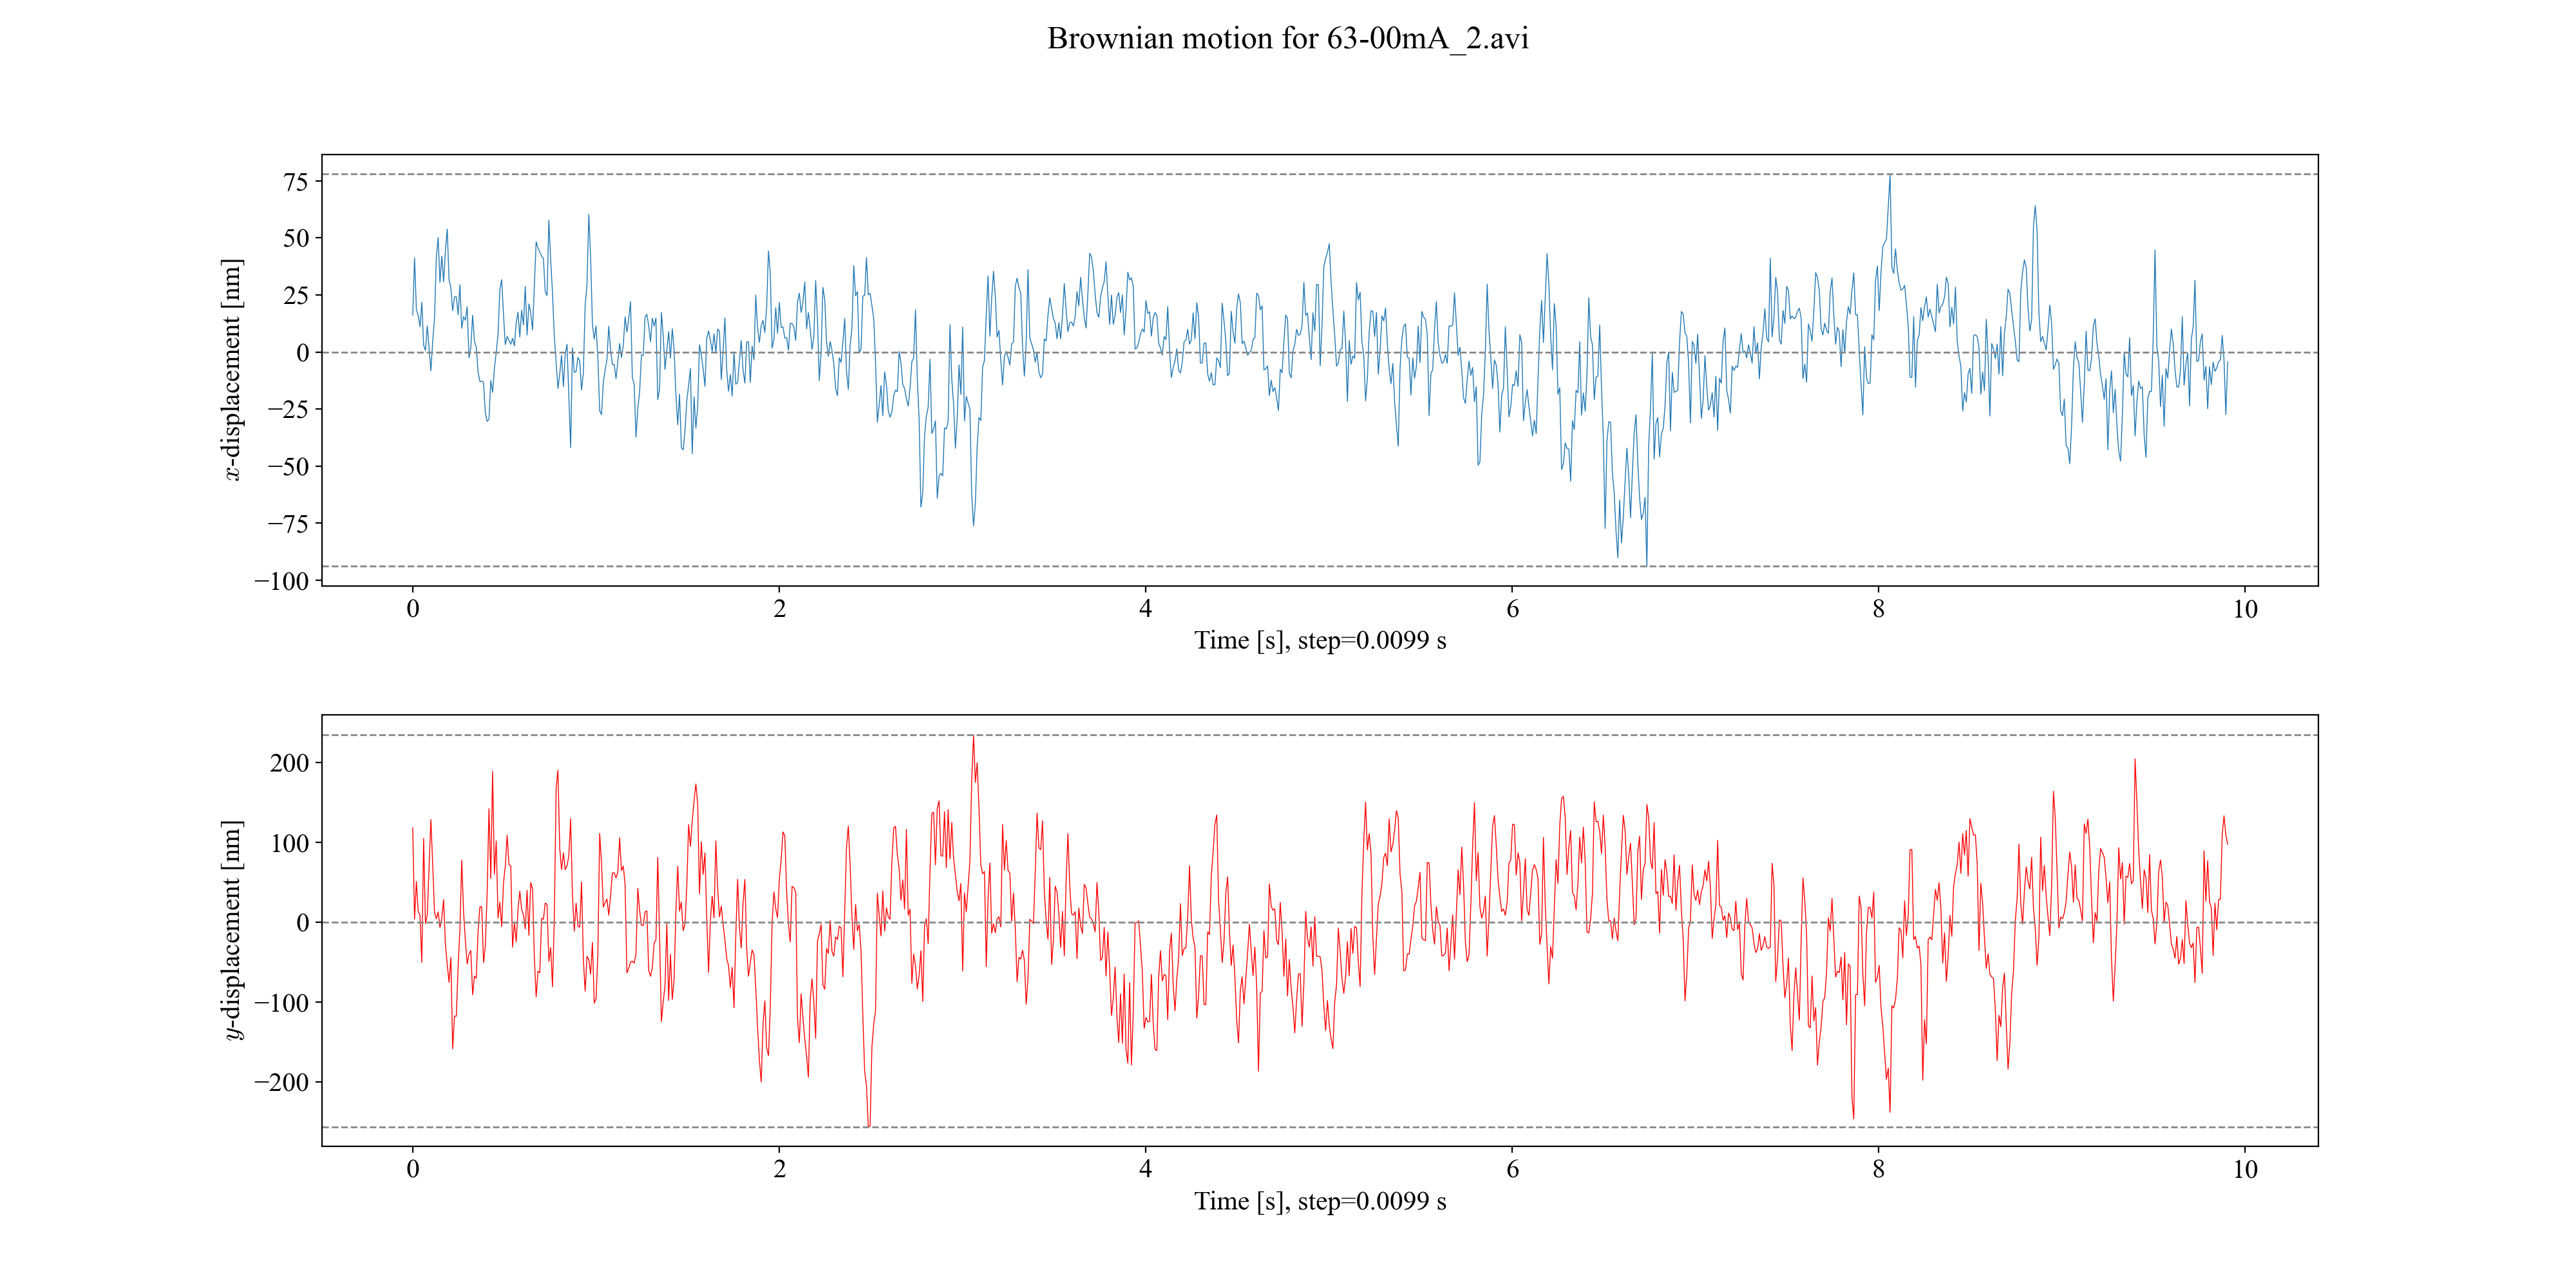 Brownian motion for 63-00mA_2.avi
x-displacement [nm]
75
50
25
0
−25
−50
−75
−100
0 2 4 6 8 10
Time [s], step=0.0099 s
y-displacement [nm]
200
100
0
−100
−200
0 2 4 6 8 10
Time [s], step=0.0099 s